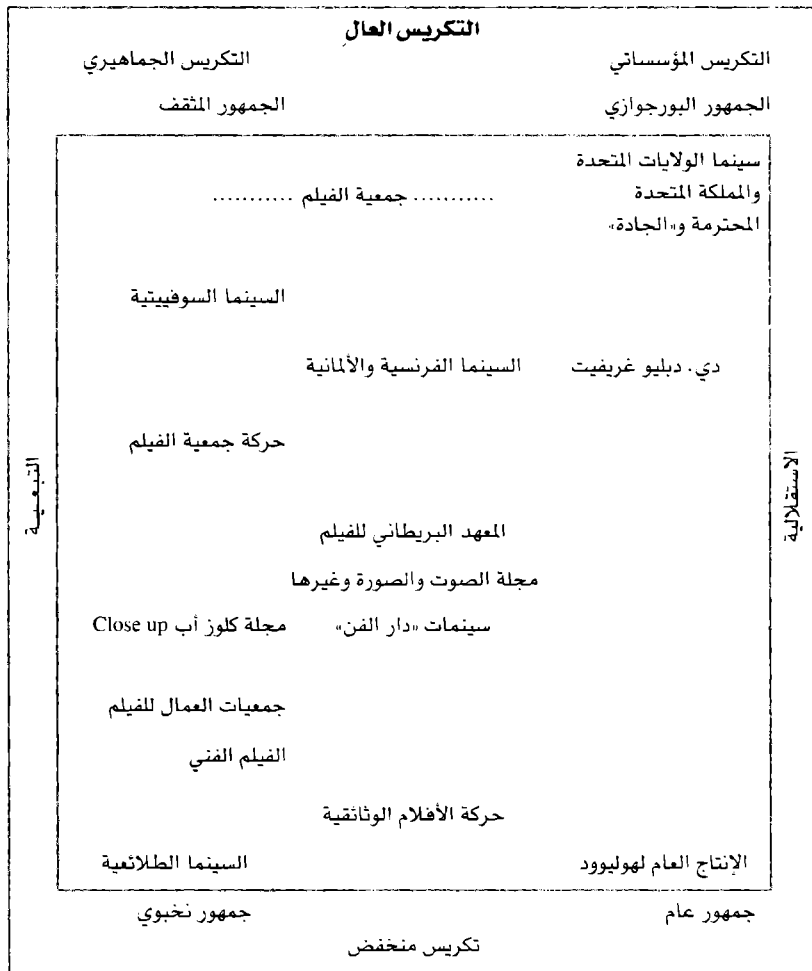 التكريس العال
التكريس المؤسساتي التكريس الجماهيري
الجمهور البورجوازي الجمهور المثقف
سينما الولايات المتحدة
والمملكة المتحدة ........... جمعية الفيلم ...........
المحترمة و«الجادة»
السينما السوفييتية
دي. دبليو غريفيت السينما الفرنسية والألمانية
حركة جمعية الفيلم
الاستقلالية
التبعية
المعهد البريطاني للفيلم
مجلة الصوت والصورة وغيرها
سينمات «دار الفن» مجلة كلوز أب Close up
جمعيات العمال للفيلم
الفيلم الفني
حركة الأفلام الوثائقية
الإنتاج العام لهوليوود السينما الطلائعية
جمهور عام جمهور نخبوي
تكريس منخفض